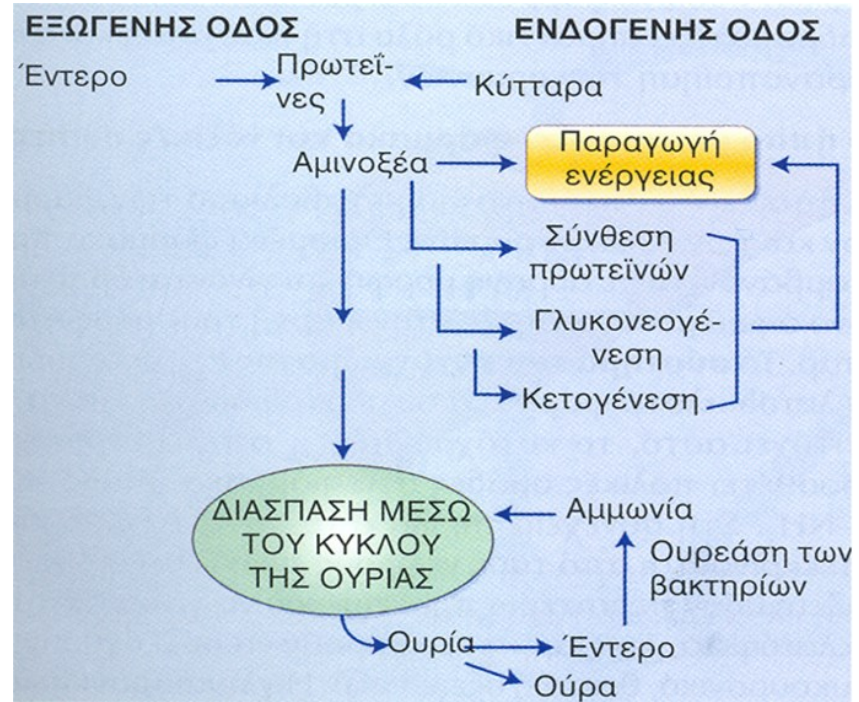 ΕΞΩΓΕΝΗΣ ΟΔΟΣ
ΕΝΔΟΓΕΝΗΣ ΟΔΟΣ
Έντερο
Πρωτεΐ-
νες
Κύτταρα
Αμινοξέα
Παραγωγή
ενέργειας
Σύνθεση
πρωτεϊνών
Γλυκονεογέ-
νεση
Κετογένεση
ΔΙΑΣΠΑΣΗ ΜΕΣΩ
ΤΟΥ ΚΥΚΛΟΥ
ΤΗΣ ΟΥΡΙΑΣ
Αμμωνία
Ουρεάση των
βακτηρίων
Ουρία
Έντερο
Ούρα